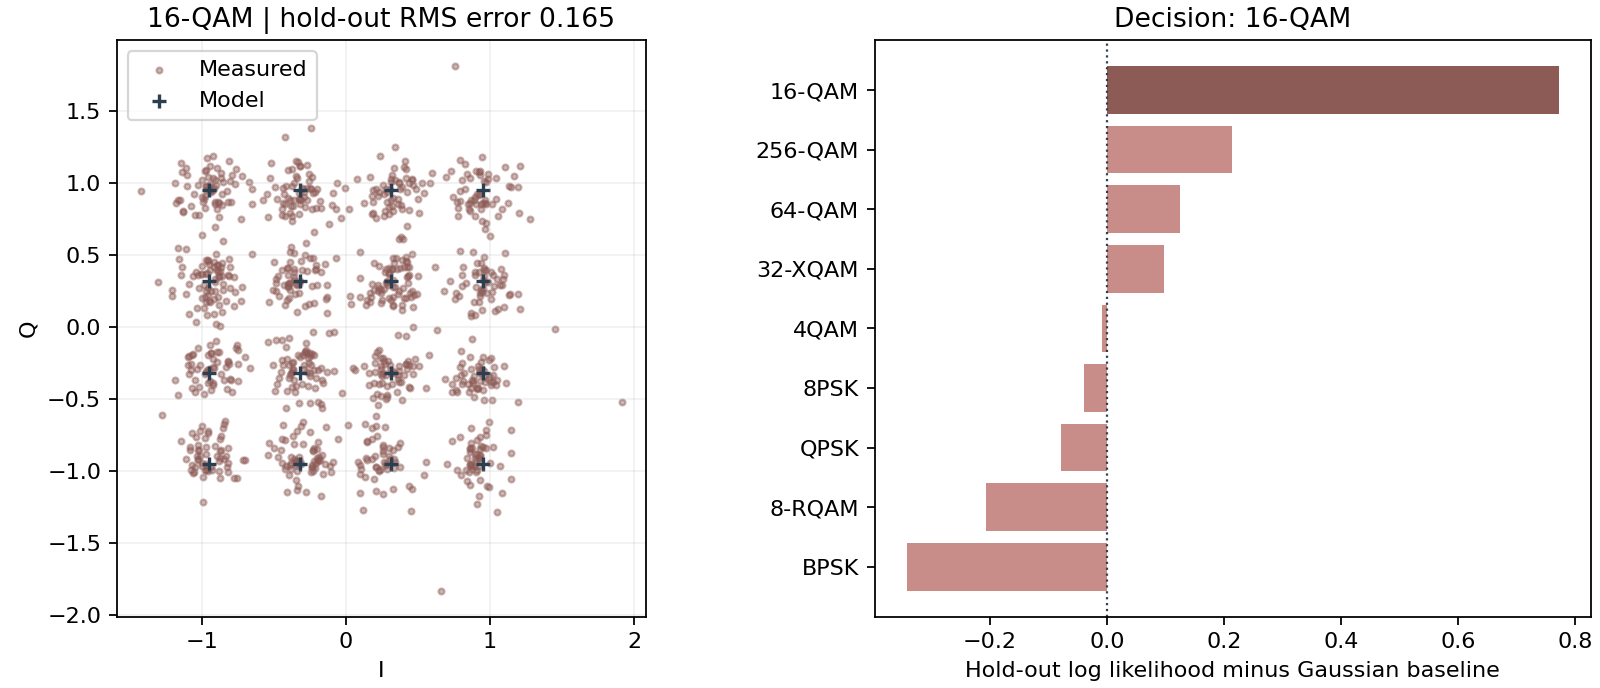 16-QAM | hold-out RMS error 0.165
Measured
Model
1.5
1.0
0.5
0.0
−0.5
−1.0
−1.5
−2.0
Q
−1
0
1
2
I
Decision: 16-QAM
16-QAM
256-QAM
64-QAM
32-XQAM
4QAM
8PSK
QPSK
8-RQAM
BPSK
−0.2
0.0
0.2
0.4
0.6
0.8
Hold-out log likelihood minus Gaussian baseline